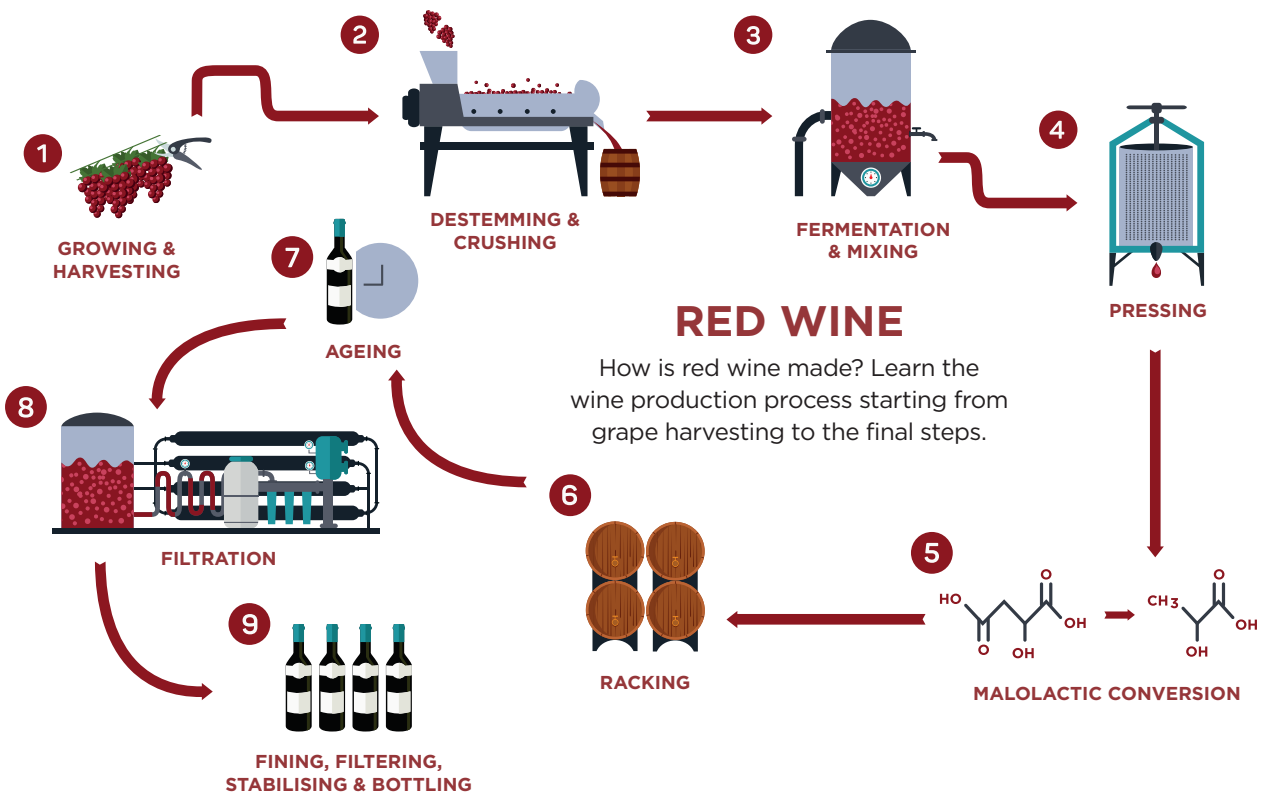 1
GROWING &
HARVESTING
2
DESTEMMING &
CRUSHING
3
FERMENTATION
& MIXING
4
PRESSING
RED WINE
How is red wine made? Learn the
wine production process starting from
grape harvesting to the final steps.
5
HO
O
OH
O
OH
CH3
O
OH
OH
MALOLACTIC CONVERSION
6
RACKING
7
AGEING
8
FILTRATION
9
FINING, FILTERING,
STABILISING & BOTTLING